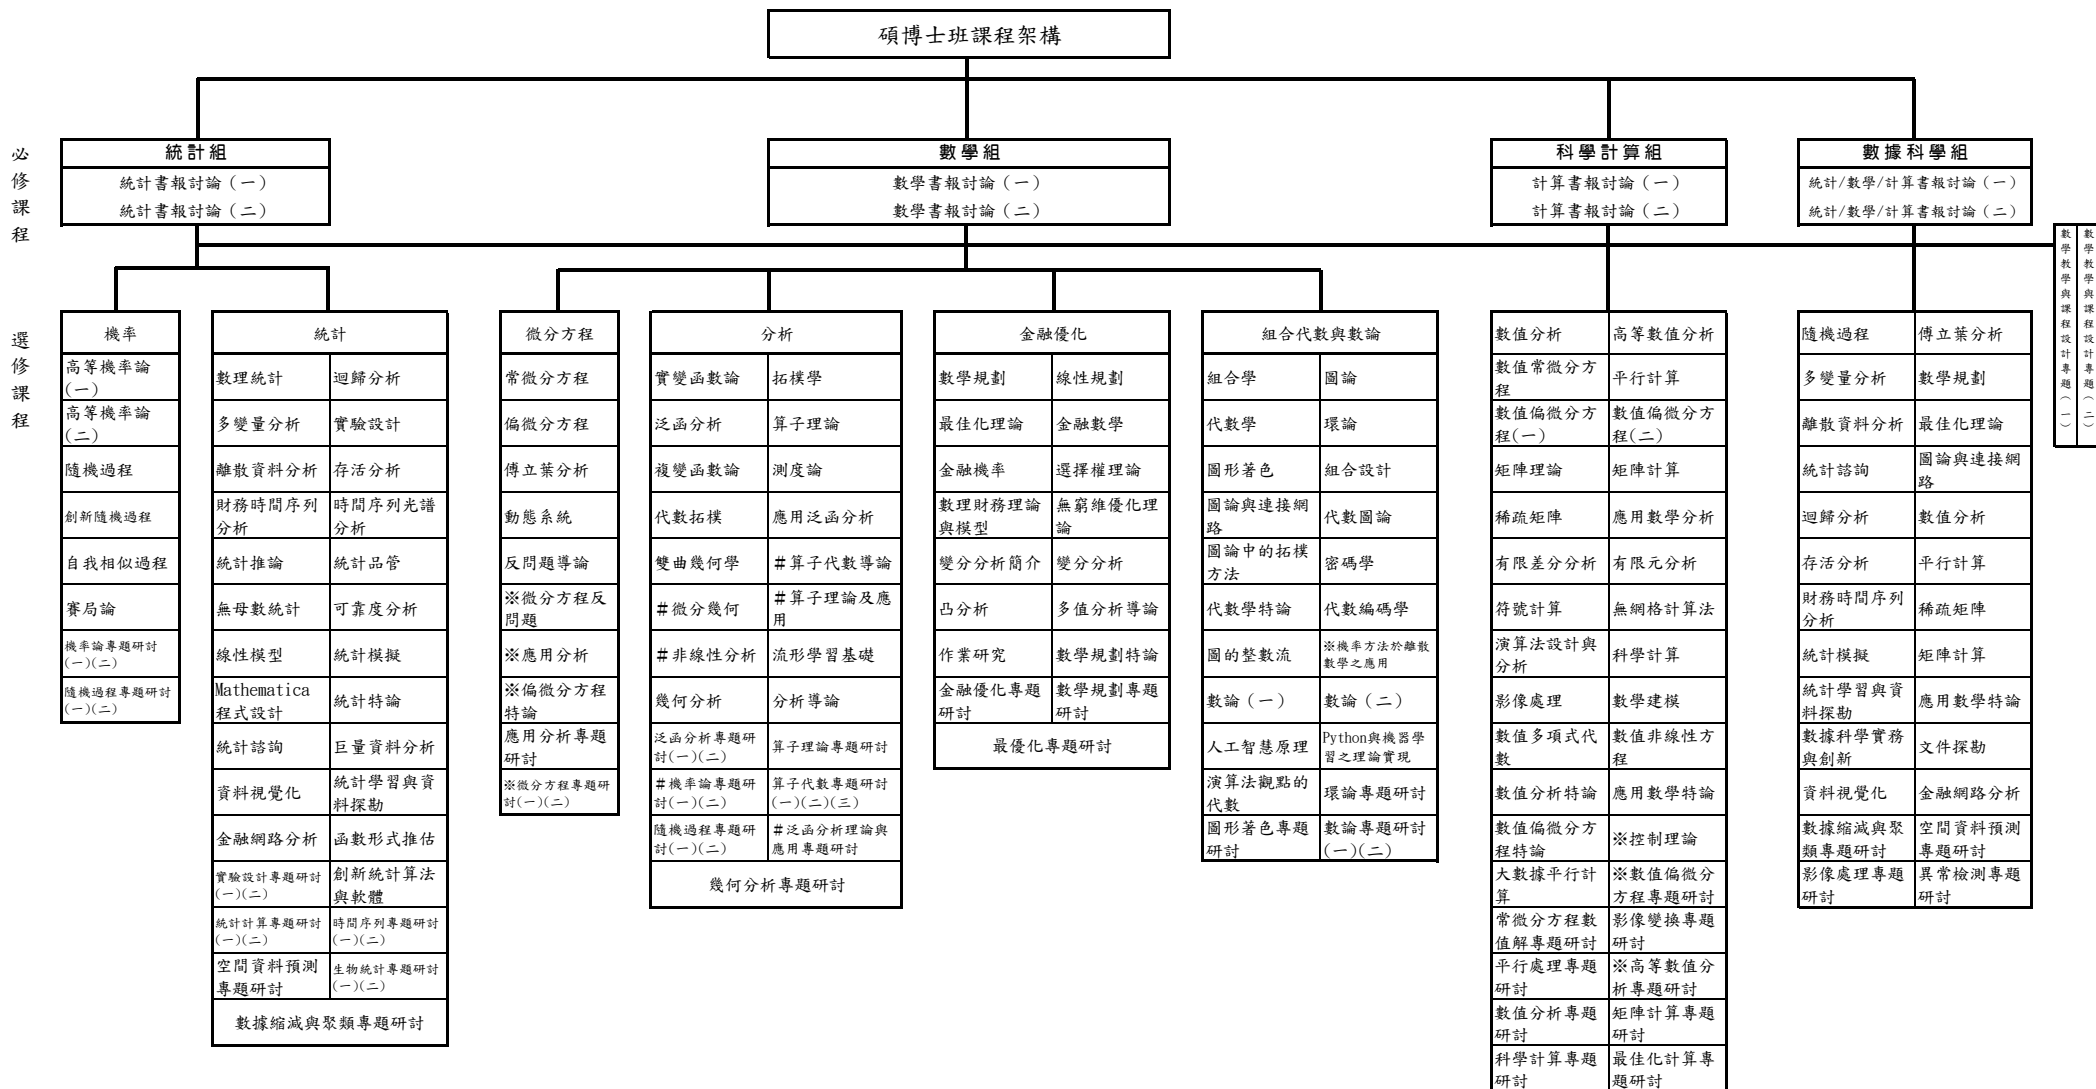 碩博士班課程架構
必修課程
統計組
統計書報討論（一）
統計書報討論（二）
數學組
數學書報討論（一）
數學書報討論（二）
科學計算組
計算書報討論（一）
計算書報討論（二）
數據科學組
統計/數學/計算書報討論（一）
統計/數學/計算書報討論（二）
數學教學與課程設計專題（一）
數學教學與課程設計專題（二）
選修課程
機率
高等機率論
(一)
高等機率論
(二)
隨機過程
創新隨機過程
自我相似過程
賽局論
機率論專題研討
(一)(二)
隨機過程專題研討
(一)(二)
統計
數理統計
迴歸分析
多變量分析
實驗設計
離散資料分析
存活分析
財務時間序列
分析
時間序列光譜
分析
統計推論
統計品管
無母數統計
可靠度分析
線性模型
統計模擬
Mathematica
程式設計
統計特論
統計諮詢
巨量資料分析
資料視覺化
統計學習與資
料探勘
金融網路分析
函數形式推估
實驗設計專題研討
(一)(二)
創新統計算法
與軟體
統計計算專題研討
(一)(二)
時間序列專題研討
(一)(二)
空間資料預測
專題研討
生物統計專題研討
(一)(二)
數據縮減與聚類專題研討
微分方程
常微分方程
偏微分方程
傅立葉分析
動態系統
反問題導論
※微分方程反
問題
※應用分析
※偏微分方程
特論
應用分析專題
研討
※微分方程專題研
討(一)(二)
分析
實變函數論
拓樸學
泛函分析
算子理論
複變函數論
測度論
代數拓樸
應用泛函分析
雙曲幾何學
＃算子代數導論
＃微分幾何
＃算子理論及應
用
＃非線性分析
流形學習基礎
幾何分析
分析導論
泛函分析專題研
討(一)(二)
算子理論專題研討
＃機率論專題研
討(一)(二)
算子代數專題研討
(一)(二)(三)
隨機過程專題研
討(一)(二)
＃泛函分析理論與
應用專題研討
幾何分析專題研討
金融優化
數學規劃
線性規劃
最佳化理論
金融數學
金融機率
選擇權理論
數理財務理論
與模型
無窮維優化理
論
變分分析簡介
變分分析
凸分析
多值分析導論
作業研究
數學規劃特論
金融優化專題
研討
數學規劃專題
研討
最優化專題研討
組合代數與數論
組合學
圖論
代數學
環論
圖形著色
組合設計
圖論與連接網
路
代數圖論
圖論中的拓樸
方法
密碼學
代數學特論
代數編碼學
圖的整數流
※機率方法於離散
數學之應用
數論（一）
數論（二）
人工智慧原理
Python與機器學
習之理論實現
演算法觀點的
代數
環論專題研討
圖形著色專題
研討
數論專題研討
(一)(二)
數值分析
高等數值分析
數值常微分方
程
平行計算
數值偏微分方
程(一)
數值偏微分方
程(二)
矩陣理論
矩陣計算
稀疏矩陣
應用數學分析
有限差分分析
有限元分析
符號計算
無網格計算法
演算法設計與
分析
科學計算
影像處理
數學建模
數值多項式代
數
數值非線性方
程
數值分析特論
應用數學特論
數值偏微分方
程特論
※控制理論
大數據平行計
算
※數值偏微分
方程專題研討
常微分方程數
值解專題研討
影像變換專題
研討
平行處理專題
研討
※高等數值分
析專題研討
數值分析專題
研討
矩陣計算專題
研討
科學計算專題
研討
最佳化計算專
題研討
隨機過程
傅立葉分析
多變量分析
數學規劃
離散資料分析
最佳化理論
統計諮詢
圖論與連接網
路
迴歸分析
數值分析
存活分析
平行計算
財務時間序列
分析
稀疏矩陣
統計模擬
矩陣計算
統計學習與資
料探勘
應用數學特論
數據科學實務
與創新
文件探勘
資料視覺化
金融網路分析
數據縮減與聚
類專題研討
空間資料預測
專題研討
影像處理專題
研討
異常檢測專題
研討